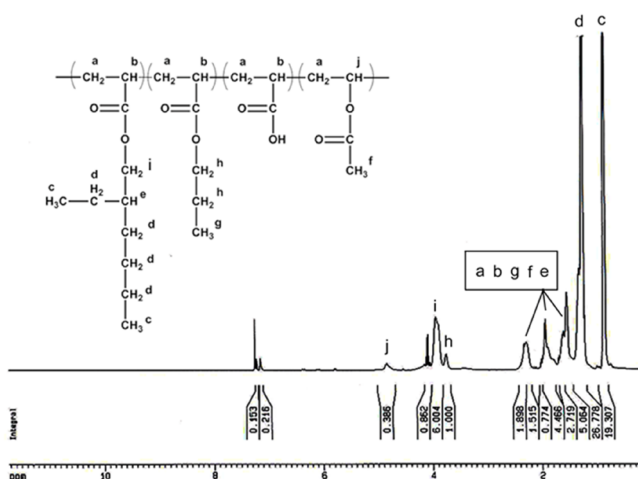 d c
a b a b a b a j
CH₂ CH CH₂ CH CH₂ CH CH₂ CH
O C O C O C O
O O OH O C
CH₂ j CH₂ h CH₃ f
d CH₂
c H₃C CH e CH₂ h
CH₂ d CH₃ g
CH₂ d
CH₂ d
CH₃ c
a b g f e
j i h
Integral
0.153 0.216 0.386 0.862 6.004 1.000 1.898 1.515 0.774 4.466 2.719 5.064 26.778 19.307
ppm 10 8 6 4 2